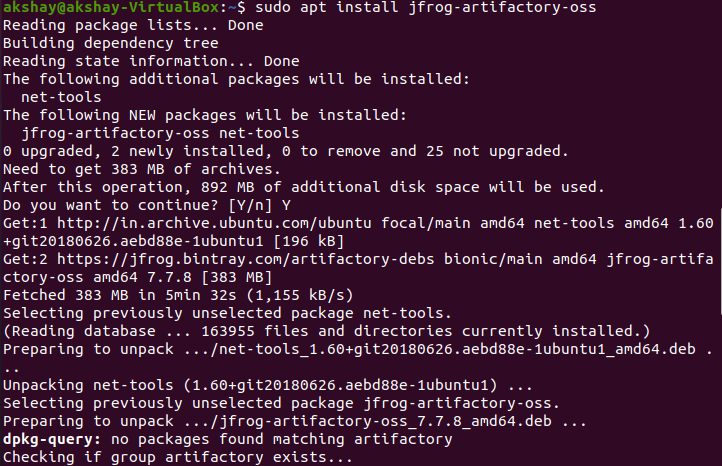 akshay@akshay-VirtualBox:~$ sudo apt install jfrog-artifactory-oss
Reading package lists... Done
Building dependency tree
Reading state information... Done
The following additional packages will be installed:
  net-tools
The following NEW packages will be installed:
  jfrog-artifactory-oss net-tools
0 upgraded, 2 newly installed, 0 to remove and 25 not upgraded.
Need to get 383 MB of archives.
After this operation, 892 MB of additional disk space will be used.
Do you want to continue? [Y/n] Y
Get:1 http://in.archive.ubuntu.com/ubuntu focal/main amd64 net-tools amd64 1.60
+git20180626.aebd88e-1ubuntu1 [196 kB]
Get:2 https://jfrog.bintray.com/artifactory-debs bionic/main amd64 jfrog-artifa
ctory-oss amd64 7.7.8 [383 MB]
Fetched 383 MB in 5min 32s (1,155 kB/s)
Selecting previously unselected package net-tools.
(Reading database ... 163955 files and directories currently installed.)
Preparing to unpack .../net-tools_1.60+git20180626.aebd88e-1ubuntu1_amd64.deb .
..
Unpacking net-tools (1.60+git20180626.aebd88e-1ubuntu1) ...
Selecting previously unselected package jfrog-artifactory-oss.
Preparing to unpack .../jfrog-artifactory-oss_7.7.8_amd64.deb ...
dpkg-query: no packages found matching artifactory
Checking if group artifactory exists...